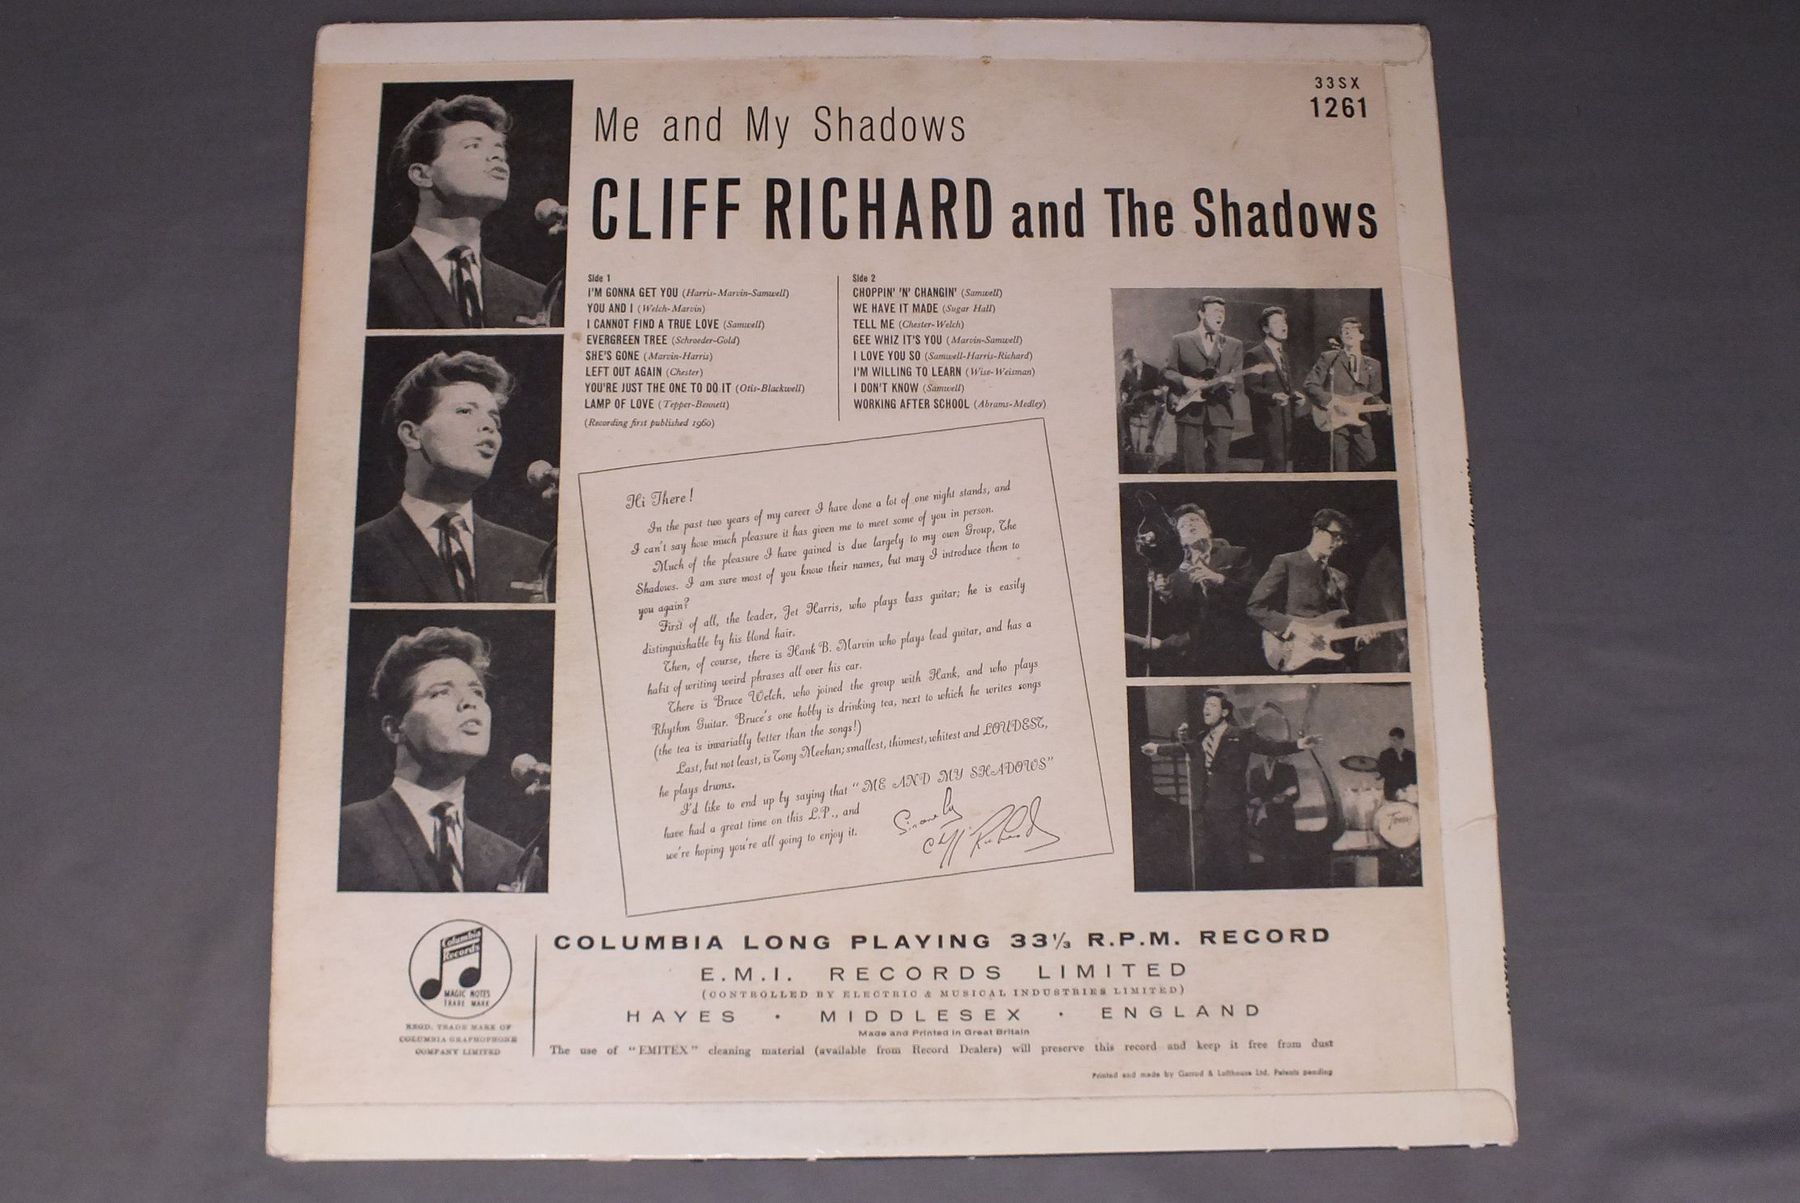 33SX
1261
Me and My Shadows
CLIFF RICHARD and The Shadows
Side 1
I'M GONNA GET YOU (Harris-Marvin-Samwell)
YOU AND I (Welch-Marvin)
I CANNOT FIND A TRUE LOVE (Samwell)
EVERGREEN TREE (Schroeder-Gold)
SHE'S GONE (Marvin-Harris)
LEFT OUT AGAIN (Chester)
YOU'RE JUST THE ONE TO DO IT (Otis-Blackwell)
LAMP OF LOVE (Tepper-Bennett)
(Recording first published 1960)
Side 2
CHOPPIN' 'N' CHANGIN' (Samwell)
WE HAVE IT MADE (Sugar Hall)
TELL ME (Chester-Welch)
GEE WHIZ IT'S YOU (Marvin-Samwell)
I LOVE YOU SO (Samwell-Harris-Richard)
I'M WILLING TO LEARN (Wise-Weisman)
I DON'T KNOW (Samwell)
WORKING AFTER SCHOOL (Abrams-Medley)
Hi There!
In the past two years of my career I have done a lot of one night stands, and
I can't say how much pleasure it has given me to meet some of you in person.
Much of the pleasure I have gained is due largely to my own Group, The
Shadows. I am sure most of you know their names, but may I introduce them to
you again?
First of all, the leader, Jet Harris, who plays bass guitar; he is easily
distinguishable by his blond hair.
Then, of course, there is Hank B. Marvin who plays lead guitar, and has a
habit of writing weird phrases all over his car.
There is Bruce Welch, who joined the group with Hank, and who plays
Rhythm Guitar. Bruce's one hobby is drinking tea, next to which he writes songs
(the tea is invariably better than the songs!)
Last, but not least, is Tony Meehan; smallest, thinnest, whitest and LOUDEST,
he plays drums.
I'd like to end up by saying that "ME AND MY SHADOWS"
have had a great time on this L.P., and
we're hoping you're all going to enjoy it.
Sincerely
Cliff Richard
Tony
Columbia
Records
MAGIC NOTES
TRADE MARK
REGD. TRADE MARK OF
COLUMBIA GRAPHOPHONE
COMPANY LIMITED
COLUMBIA LONG PLAYING 33⅓ R.P.M. RECORD
E.M.I. RECORDS LIMITED
(CONTROLLED BY ELECTRIC & MUSICAL INDUSTRIES LIMITED)
HAYES · MIDDLESEX · ENGLAND
Made and Printed in Great Britain
The use of "EMITEX" cleaning material (available from Record Dealers) will preserve this record and keep it free from dust
Printed and made by Garrod & Lofthouse Ltd. Patents pending